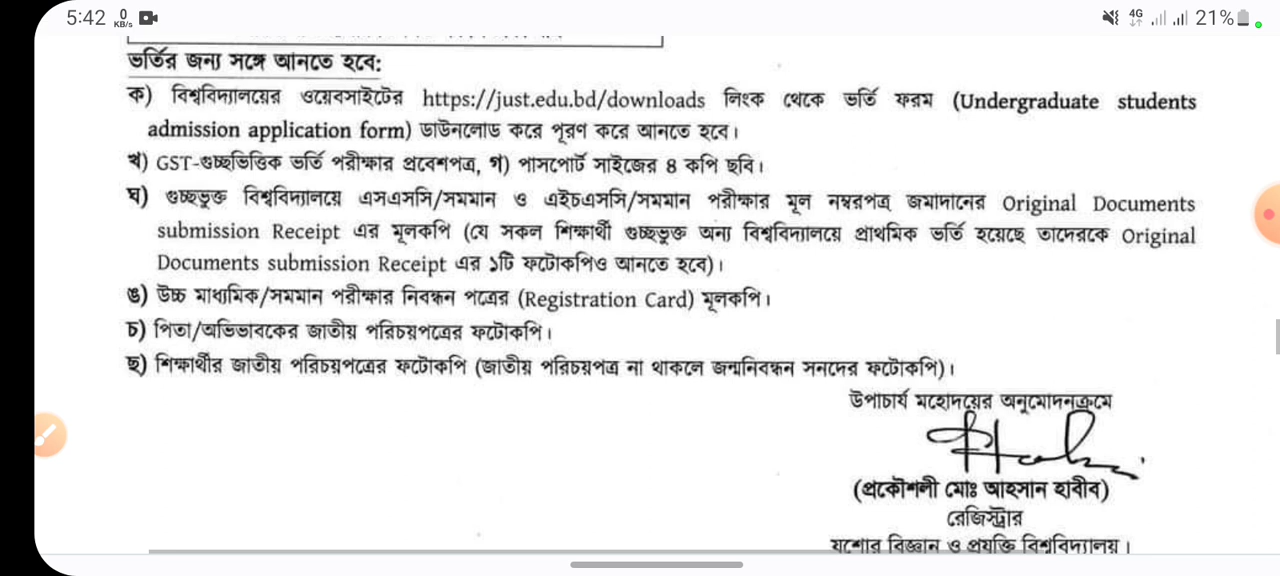 5:42 0 KB/s 4G 21%
ভর্তির জন্য সঙ্গে আনতে হবে:
ক) বিশ্ববিদ্যালয়ের ওয়েবসাইটের https://just.edu.bd/downloads লিংক থেকে ভর্তি ফরম (Undergraduate students
admission application form) ডাউনলোড করে পূরণ করে আনতে হবে।
খ) GST-গুচ্ছভিত্তিক ভর্তি পরীক্ষার প্রবেশপত্র, গ) পাসপোর্ট সাইজের ৪ কপি ছবি।
ঘ) গুচ্ছভুক্ত বিশ্ববিদ্যালয়ে এসএসসি/সমমান ও এইচএসসি/সমমান পরীক্ষার মূল নম্বরপত্র জমাদানের Original Documents
submission Receipt এর মূলকপি (যে সকল শিক্ষার্থী গুচ্ছভুক্ত অন্য বিশ্ববিদ্যালয়ে প্রাথমিক ভর্তি হয়েছে তাদেরকে Original
Documents submission Receipt এর ১টি ফটোকপিও আনতে হবে)।
ঙ) উচ্চ মাধ্যমিক/সমমান পরীক্ষার নিবন্ধন পত্রের (Registration Card) মূলকপি।
চ) পিতা/অভিভাবকের জাতীয় পরিচয়পত্রের ফটোকপি।
ছ) শিক্ষার্থীর জাতীয় পরিচয়পত্রের ফটোকপি (জাতীয় পরিচয়পত্র না থাকলে জন্মনিবন্ধন সনদের ফটোকপি)।
উপাচার্য মহোদয়ের অনুমোদনক্রমে
(প্রকৌশলী মোঃ আহসান হাবীব)
রেজিস্ট্রার
যশোর বিজ্ঞান ও প্রযুক্তি বিশ্ববিদ্যালয়।